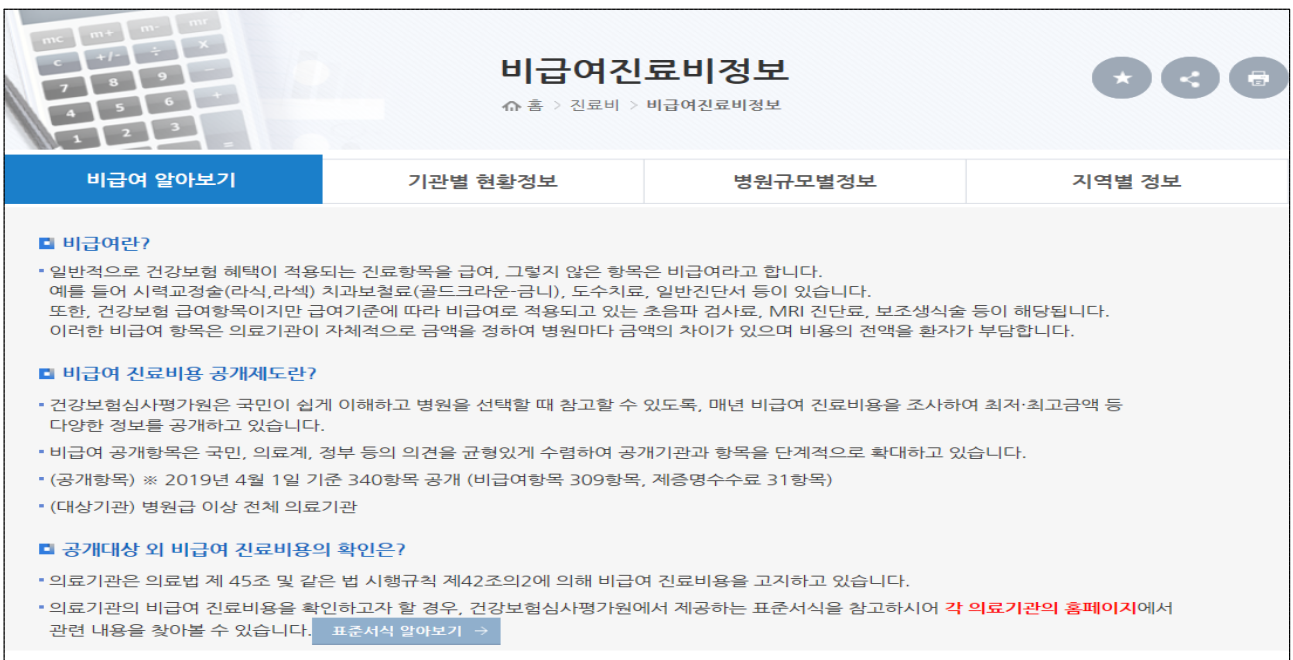 mc m+ m- mr
c +/- ÷ ×
7 8 9 −
4 5 6 +
1 2 3 =
비급여진료비정보
홈 > 진료비 > 비급여진료비정보
비급여 알아보기 기관별 현황정보 병원규모별정보 지역별 정보
비급여란?
일반적으로 건강보험 혜택이 적용되는 진료항목을 급여, 그렇지 않은 항목은 비급여라고 합니다.
예를 들어 시력교정술(라식,라섹) 치과보철료(골드크라운-금니), 도수치료, 일반진단서 등이 있습니다.
또한, 건강보험 급여항목이지만 급여기준에 따라 비급여로 적용되고 있는 초음파 검사료, MRI 진단료, 보조생식술 등이 해당됩니다.
이러한 비급여 항목은 의료기관이 자체적으로 금액을 정하여 병원마다 금액의 차이가 있으며 비용의 전액을 환자가 부담합니다.
비급여 진료비용 공개제도란?
건강보험심사평가원은 국민이 쉽게 이해하고 병원을 선택할 때 참고할 수 있도록, 매년 비급여 진료비용을 조사하여 최저·최고금액 등
다양한 정보를 공개하고 있습니다.
비급여 공개항목은 국민, 의료계, 정부 등의 의견을 균형있게 수렴하여 공개기관과 항목을 단계적으로 확대하고 있습니다.
(공개항목) ※ 2019년 4월 1일 기준 340항목 공개 (비급여항목 309항목, 제증명수수료 31항목)
(대상기관) 병원급 이상 전체 의료기관
공개대상 외 비급여 진료비용의 확인은?
의료기관은 의료법 제 45조 및 같은 법 시행규칙 제42조의2에 의해 비급여 진료비용을 고지하고 있습니다.
의료기관의 비급여 진료비용을 확인하고자 할 경우, 건강보험심사평가원에서 제공하는 표준서식을 참고하시어 각 의료기관의 홈페이지에서
관련 내용을 찾아볼 수 있습니다. 표준서식 알아보기 →